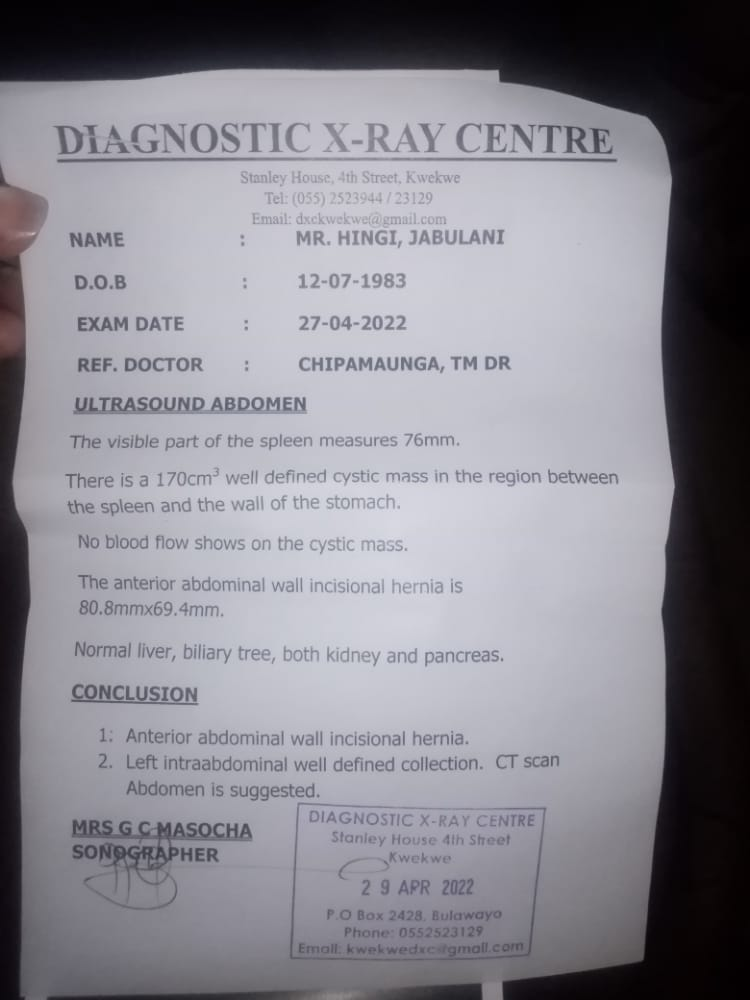 DIAGNOSTIC X-RAY CENTRE
Stanley House, 4th Street, Kwekwe
Tel: (055) 2523944 / 23129
Email: dxckwekwe@gmail.com
NAME : MR. HINGI, JABULANI
D.O.B : 12-07-1983
EXAM DATE : 27-04-2022
REF. DOCTOR : CHIPAMAUNGA, TM DR
ULTRASOUND ABDOMEN
The visible part of the spleen measures 76mm.
There is a 170cm³ well defined cystic mass in the region between
the spleen and the wall of the stomach.
No blood flow shows on the cystic mass.
The anterior abdominal wall incisional hernia is
80.8mmx69.4mm.
Normal liver, biliary tree, both kidney and pancreas.
CONCLUSION
1: Anterior abdominal wall incisional hernia.
2. Left intraabdominal well defined collection. CT scan
Abdomen is suggested.
MRS G C MASOCHA
SONOGRAPHER
DIAGNOSTIC X-RAY CENTRE
Stanley House 4th Street
Kwekwe
29 APR 2022
P.O Box 2428, Bulawayo
Phone: 0552523129
Email: kwekwedxc@gmail.com